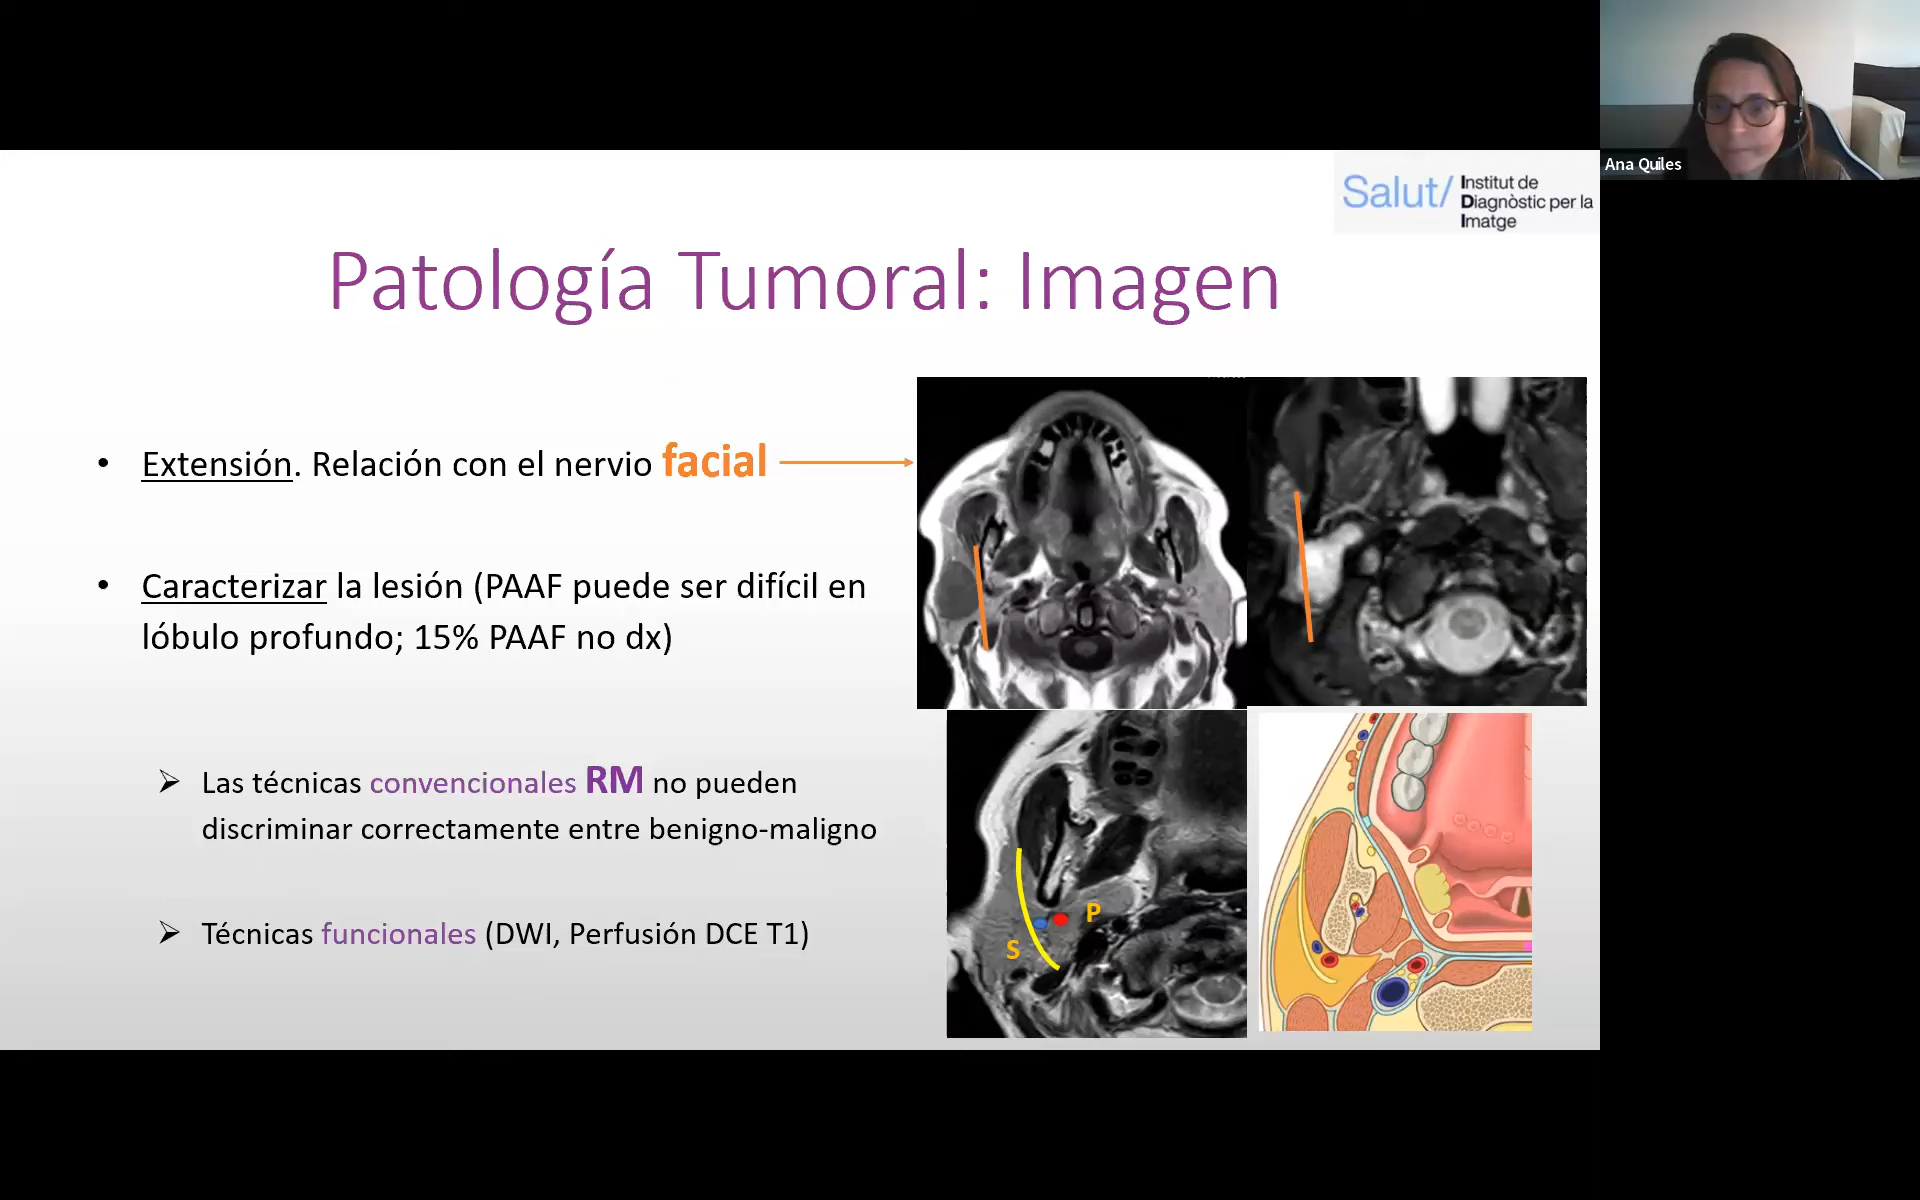 Ana Quiles
Salut/ Institut de
Diagnòstic per la
Imatge
Patología Tumoral: Imagen
• Extensión. Relación con el nervio facial
• Caracterizar la lesión (PAAF puede ser difícil en
lóbulo profundo; 15% PAAF no dx)
➢ Las técnicas convencionales RM no pueden
discriminar correctamente entre benigno-maligno
➢ Técnicas funcionales (DWI, Perfusión DCE T1)
P
S